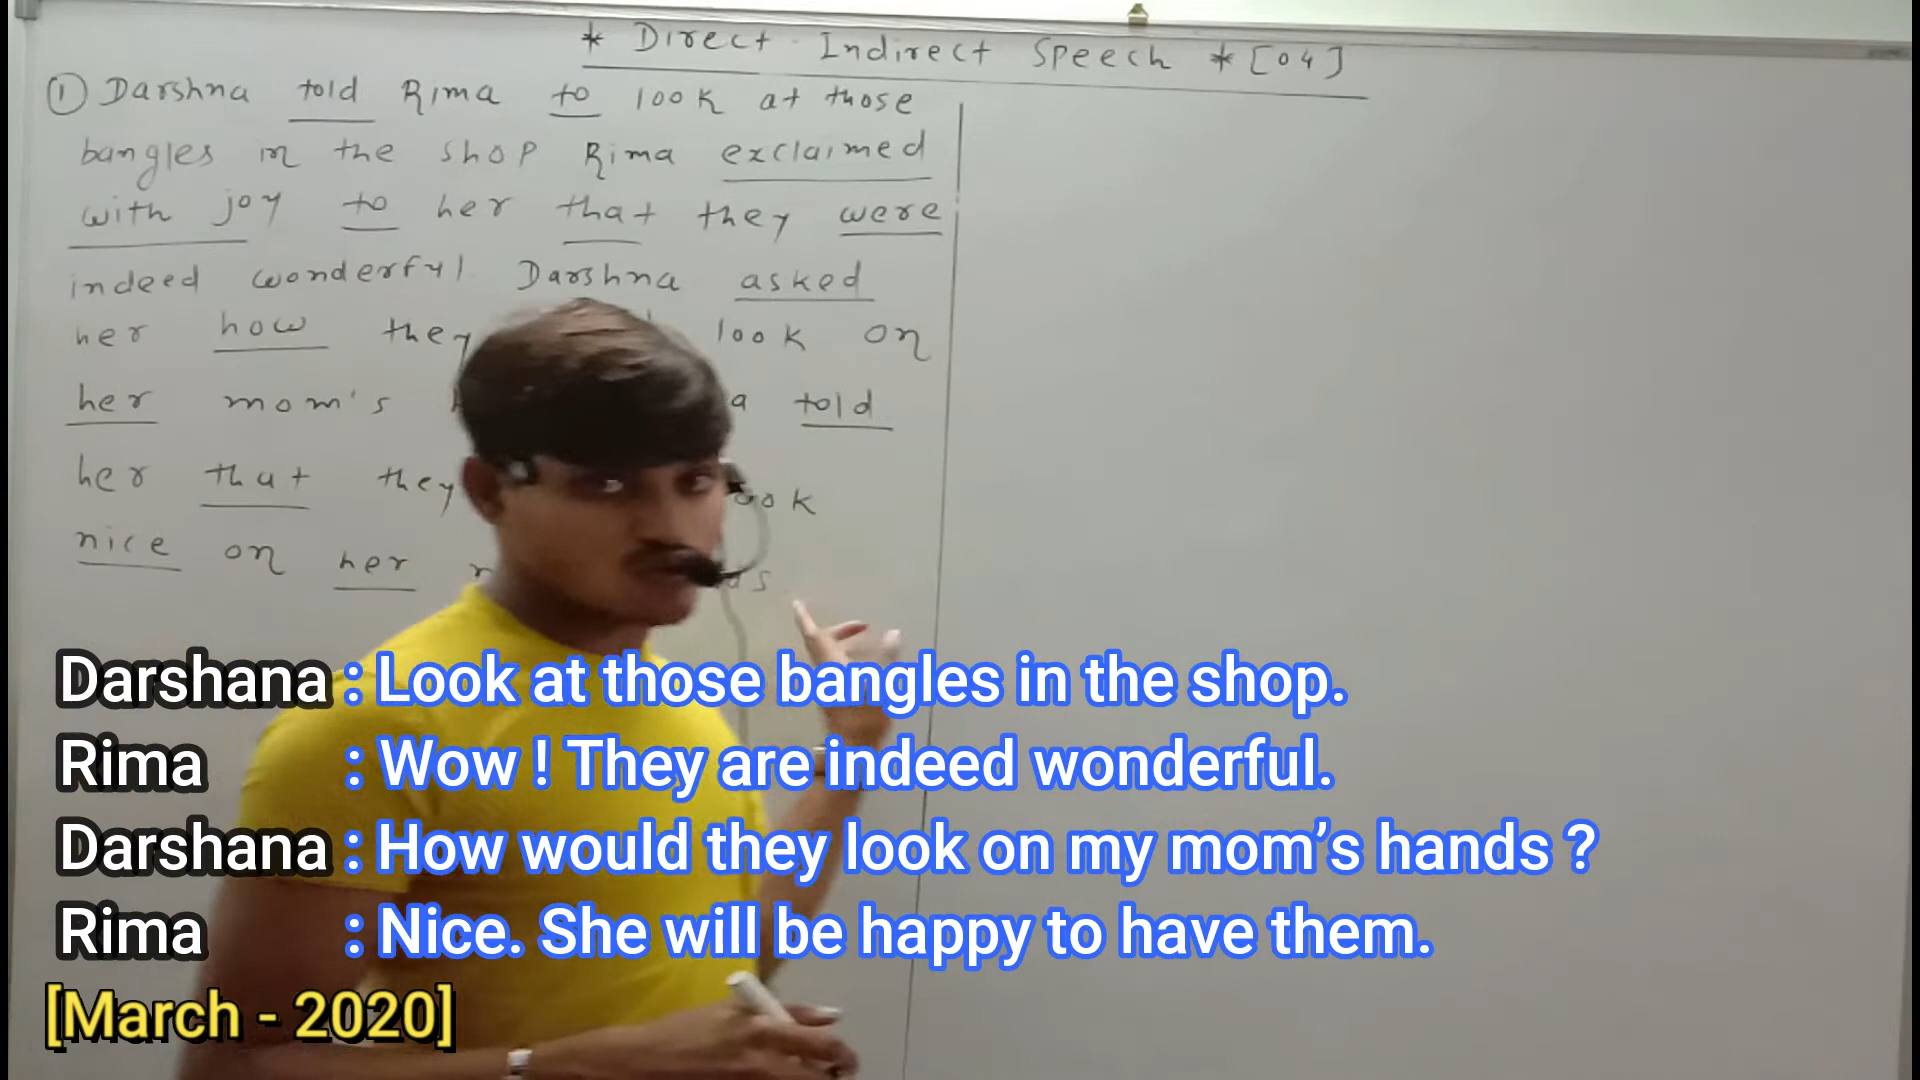 * Direct Indirect Speech * [04]
① Darshna told Rima to look at those
bangles in the shop Rima exclaimed
with joy to her that they were
indeed wonderful. Darshna asked
her how they look on
her mom's told
her that they
nice on her
Darshana : Look at those bangles in the shop.
Rima : Wow ! They are indeed wonderful.
Darshana : How would they look on my mom's hands ?
Rima : Nice. She will be happy to have them.
[March - 2020]